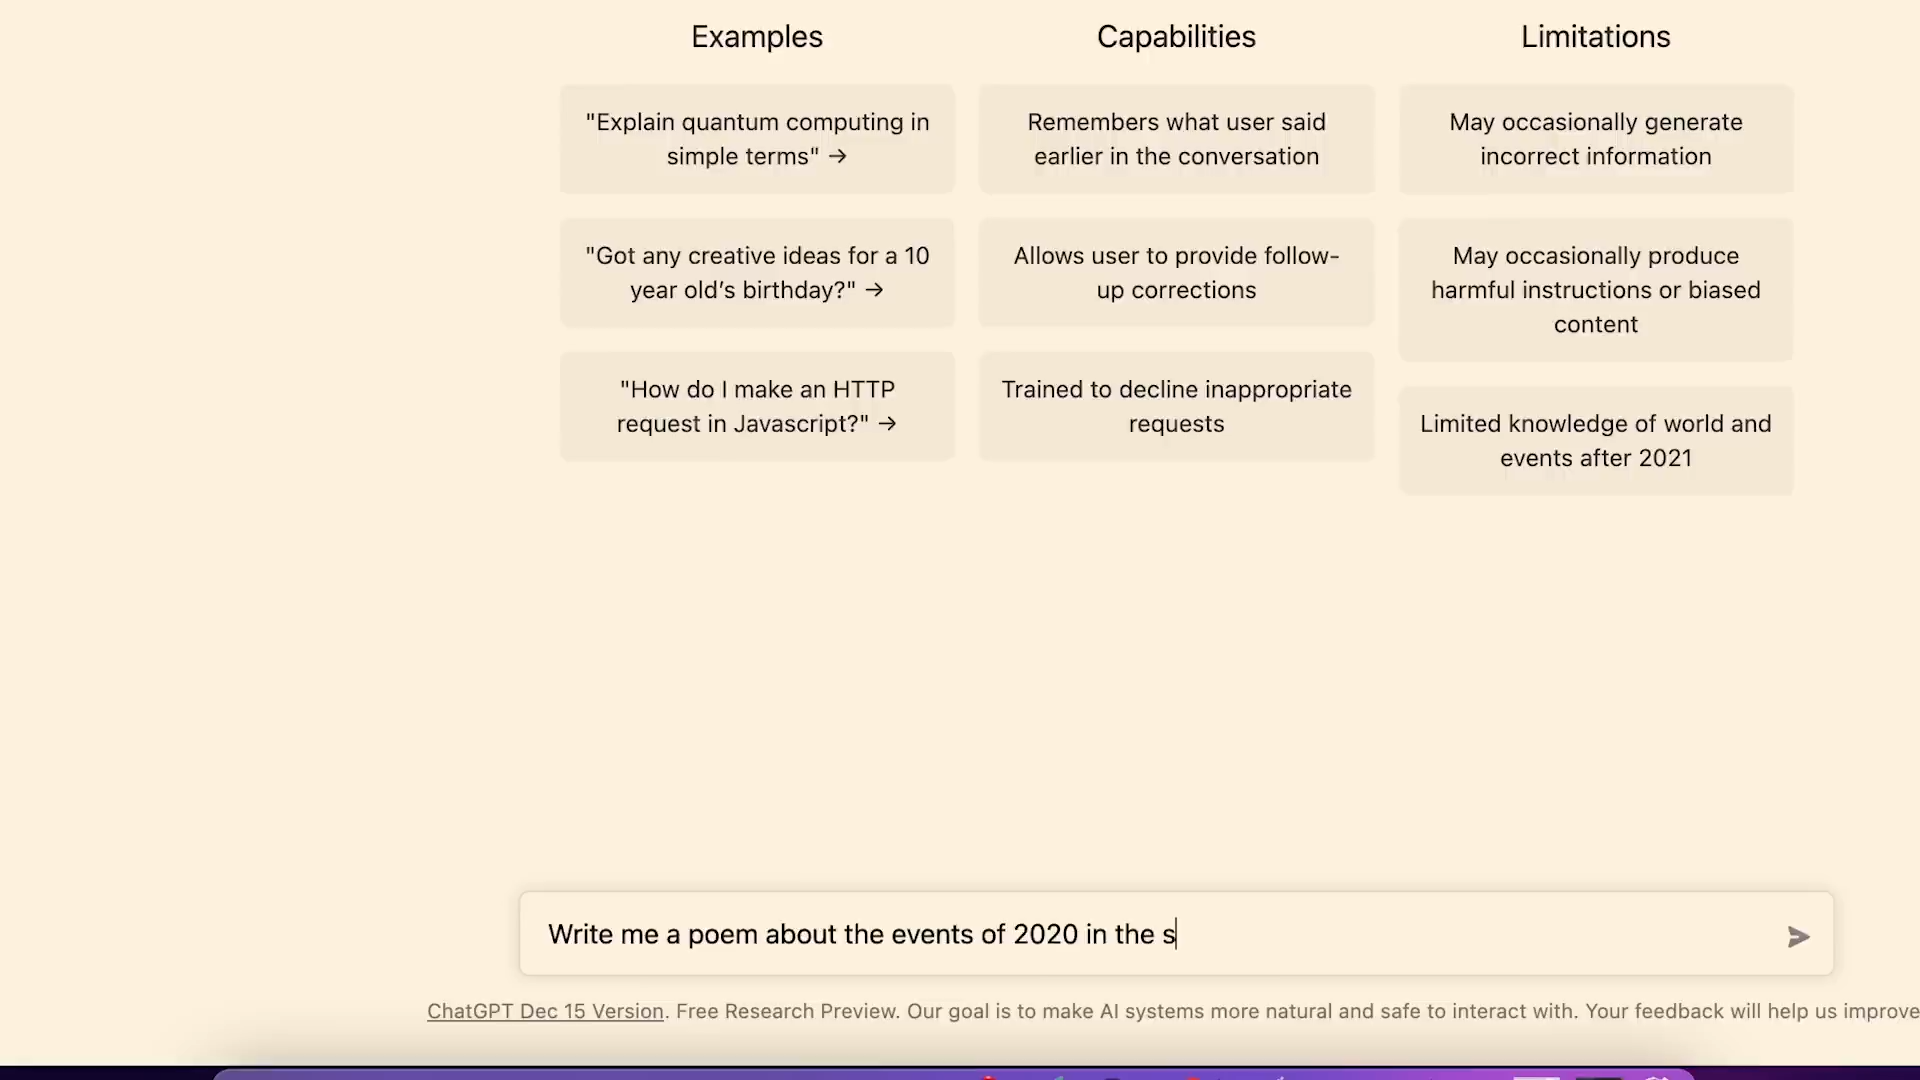 Examples
"Explain quantum computing in
simple terms" →
"Got any creative ideas for a 10
year old’s birthday?" →
"How do I make an HTTP
request in Javascript?" →
Capabilities
Remembers what user said
earlier in the conversation
Allows user to provide follow-
up corrections
Trained to decline inappropriate
requests
Limitations
May occasionally generate
incorrect information
May occasionally produce
harmful instructions or biased
content
Limited knowledge of world and
events after 2021
Write me a poem about the events of 2020 in the s
ChatGPT Dec 15 Version. Free Research Preview. Our goal is to make AI systems more natural and safe to interact with. Your feedback will help us improve